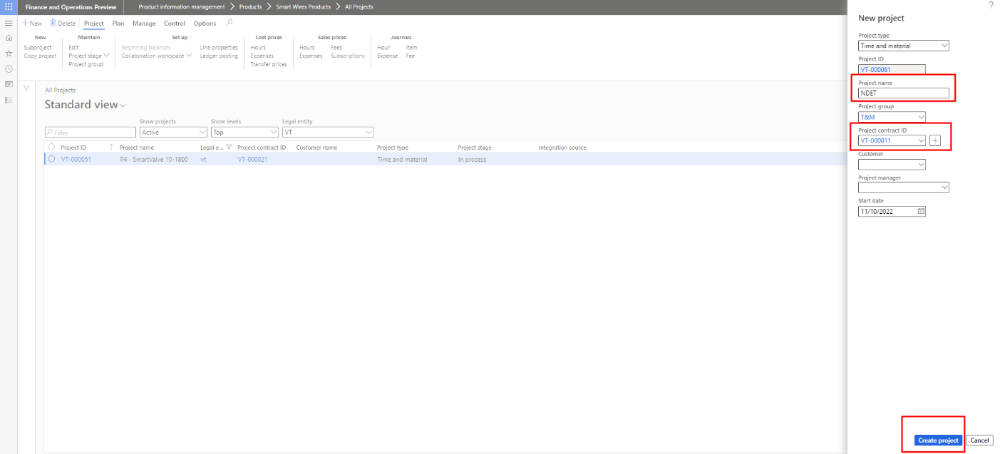 Finance and Operations Preview
Product information management > Products > Smart Wires Products > All Projects
?
New Delete Project Plan Manage Control Options
New Maintain Set up Cost prices Sales prices Journals
Subproject Edit Beginning balances Line properties Hours Hours Fees Hour Item
Copy project Project stage Collaboration workspace Ledger posting Expenses Expenses Subscriptions Expense Fee
Project group Transfer prices
All Projects
Standard view
Show projects Show levels Legal entity
Filter Active Top VT
Project ID Project name Legal e... Project contract ID Customer name Project type Project stage Integration source
VT-000051 P4 - SmartValve 10-1800 vt VT-000021 Time and material In process
New project
Project type
Time and material
Project ID
VT-000061
Project name
NDET
Project group
T&M
Project contract ID
VT-000011
Customer
Project manager
Start date
11/10/2022
Create project Cancel